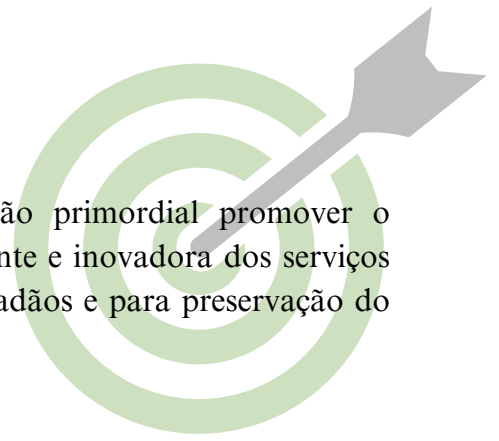 ão primordial promover o
nte e inovadora dos serviços
adãos e para preservação do